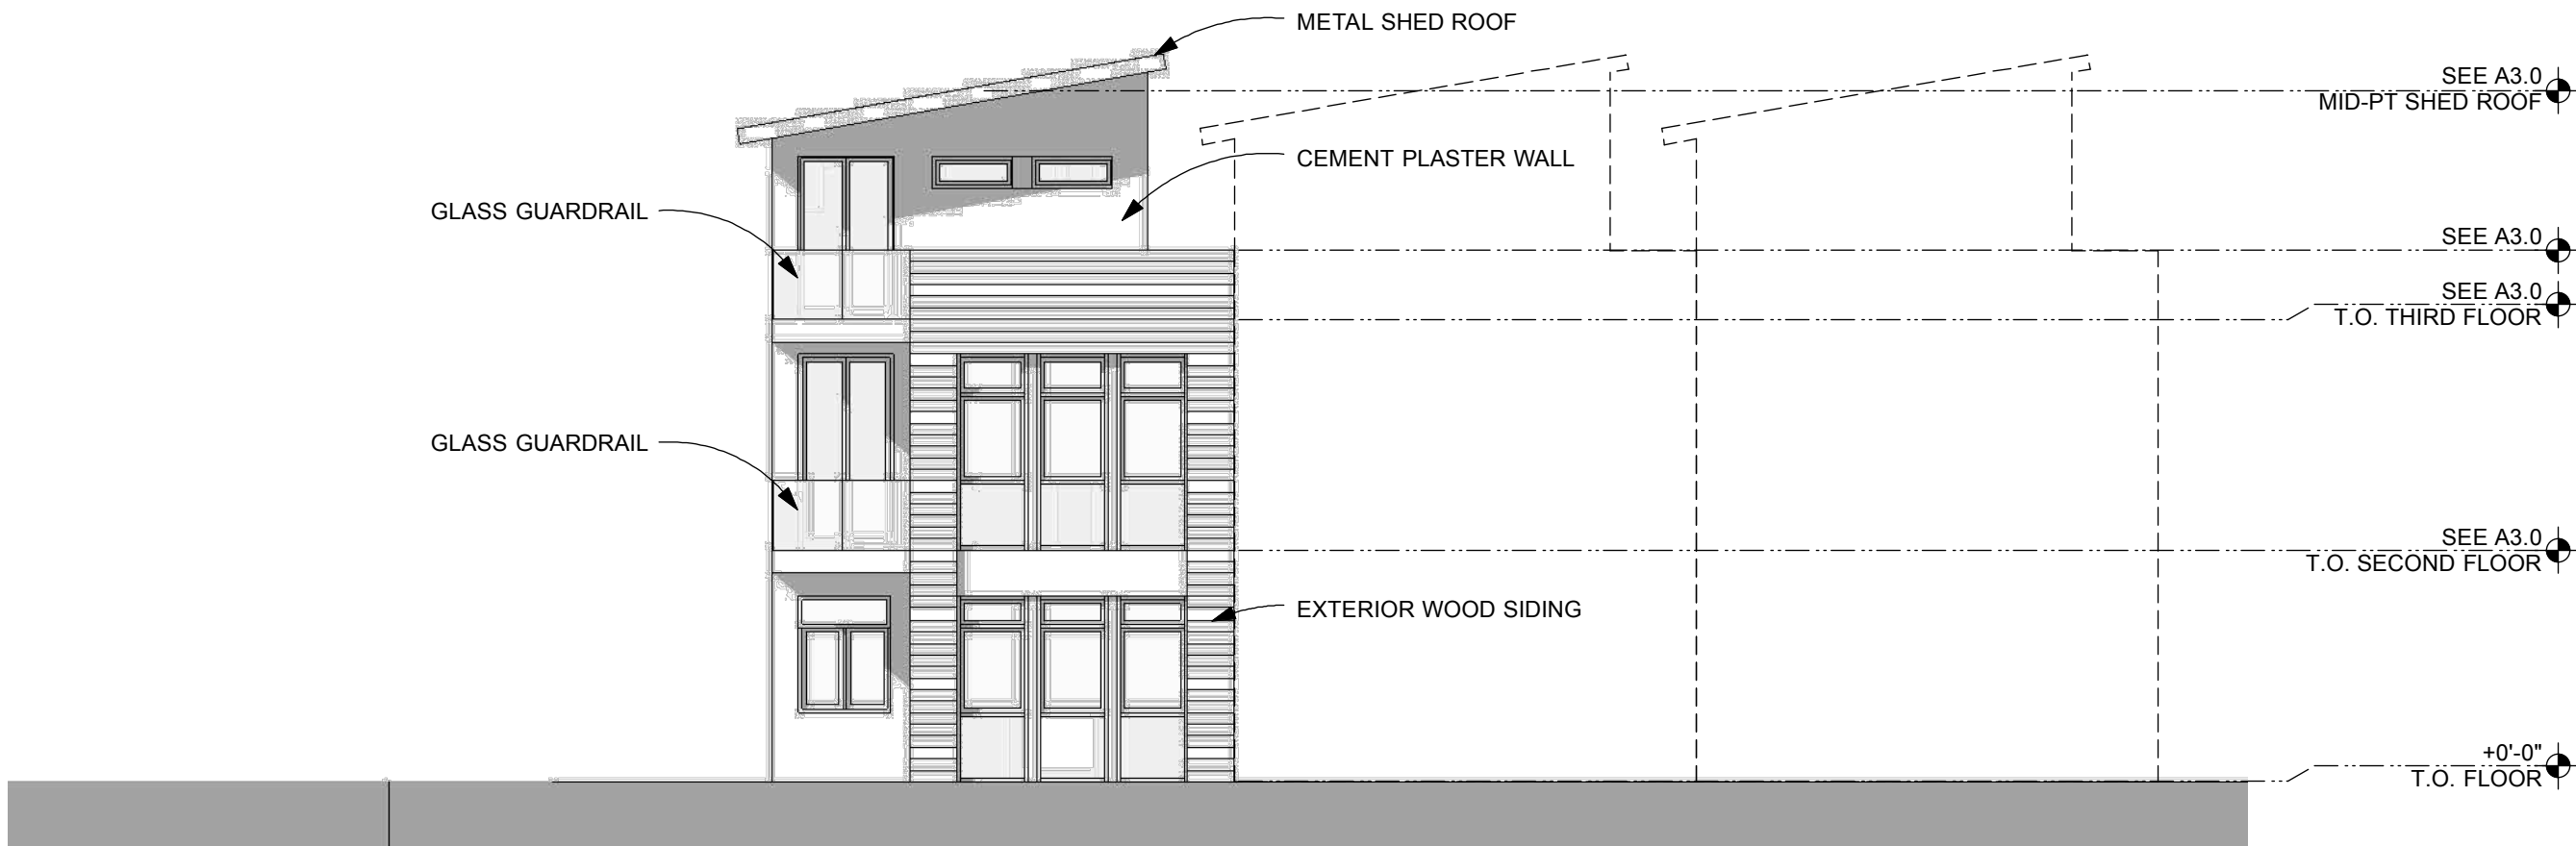 METAL SHED ROOF
SEE A3.0
MID-PT SHED ROOF
CEMENT PLASTER WALL
GLASS GUARDRAIL
SEE A3.0
SEE A3.0
T.O. THIRD FLOOR
GLASS GUARDRAIL
SEE A3.0
T.O. SECOND FLOOR
EXTERIOR WOOD SIDING
+0'-0"
T.O. FLOOR